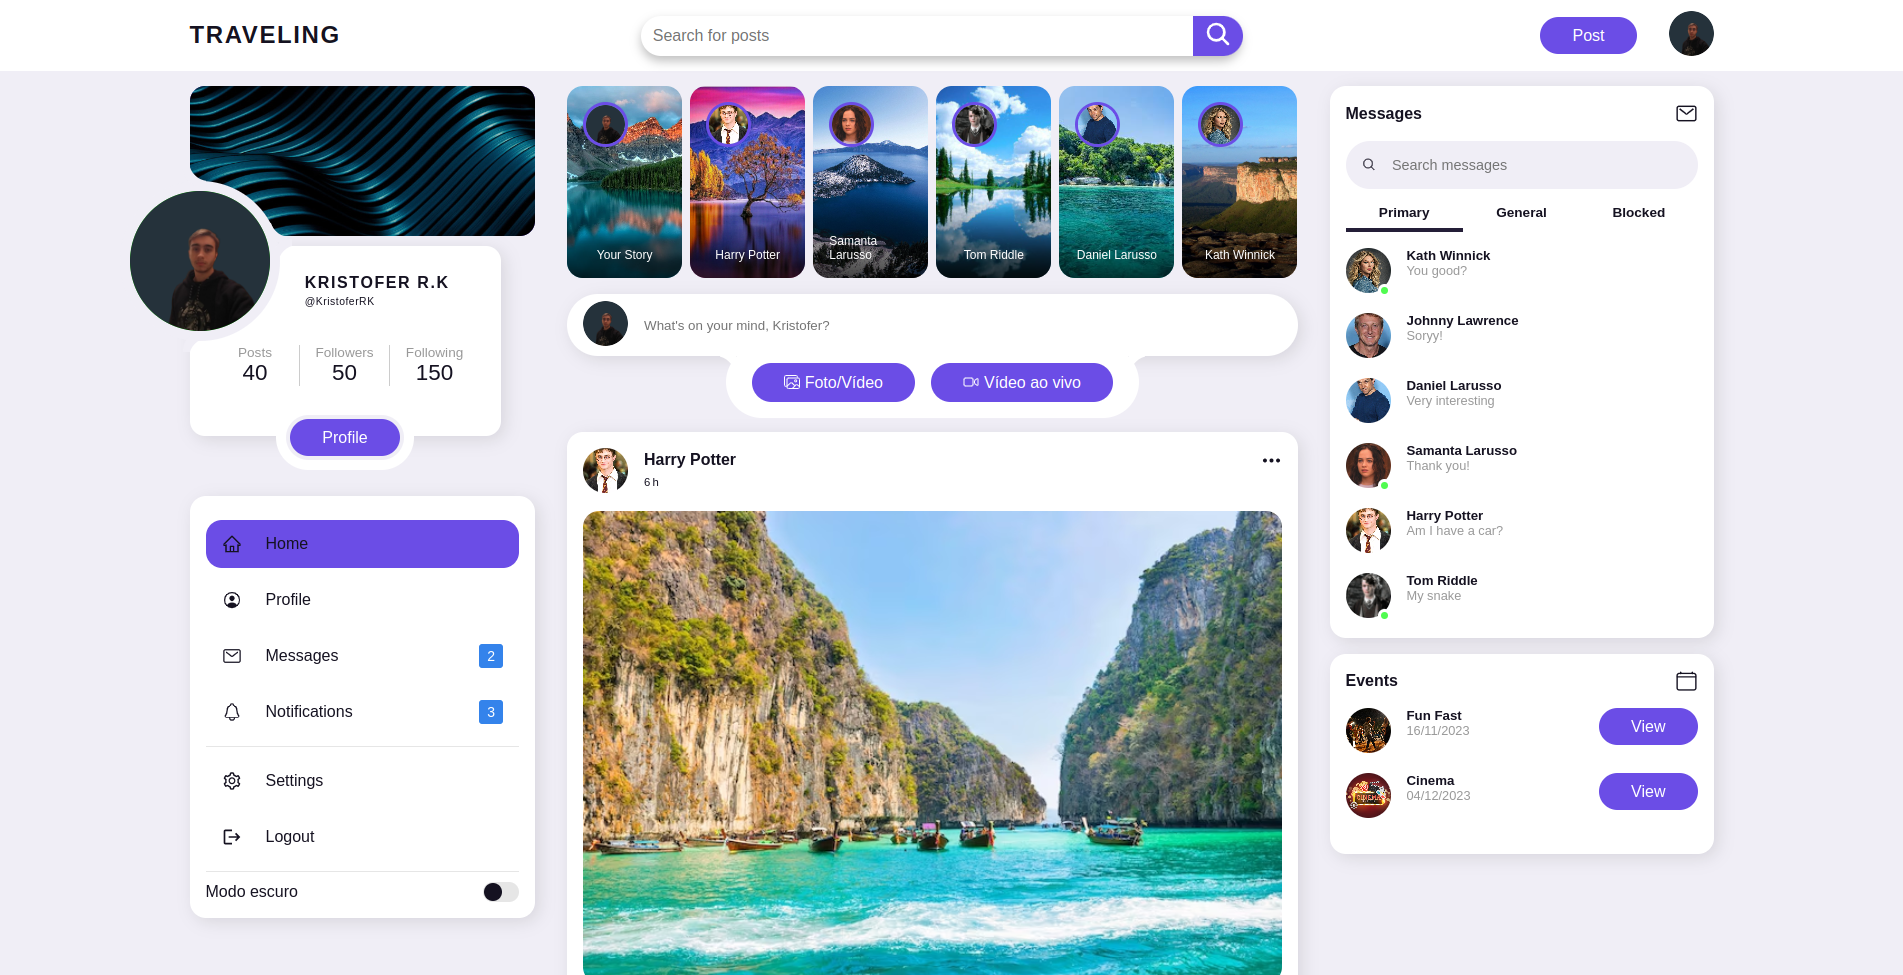 TRAVELING
Search for posts
Post
KRISTOFER R.K
@KristoferRK
Posts
40
Followers
50
Following
150
Profile
Home
Profile
Messages 2
Notifications 3
Settings
Logout
Modo escuro
Your Story
Harry Potter
Samanta
Larusso
Tom Riddle
Daniel Larusso
Kath Winnick
What's on your mind, Kristofer?
Foto/Vídeo
Vídeo ao vivo
Harry Potter
6 h
Messages
Search messages
Primary General Blocked
Kath Winnick
You good?
Johnny Lawrence
Soryy!
Daniel Larusso
Very interesting
Samanta Larusso
Thank you!
Harry Potter
Am I have a car?
Tom Riddle
My snake
Events
Fun Fast
16/11/2023
View
Cinema
04/12/2023
View